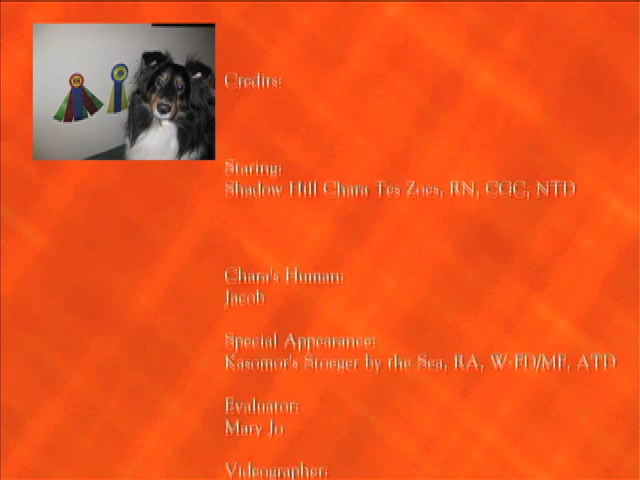 Credits:
Staring:
Shadow Hill Chara Tes Zoes, RN, CGC, NTD
Chara's Human:
Jacob
Special Appearance:
Kasomor's Stoeger by the Sea, RA, W-FD/MF, ATD
Evaluator:
Mary Jo
Videographer: